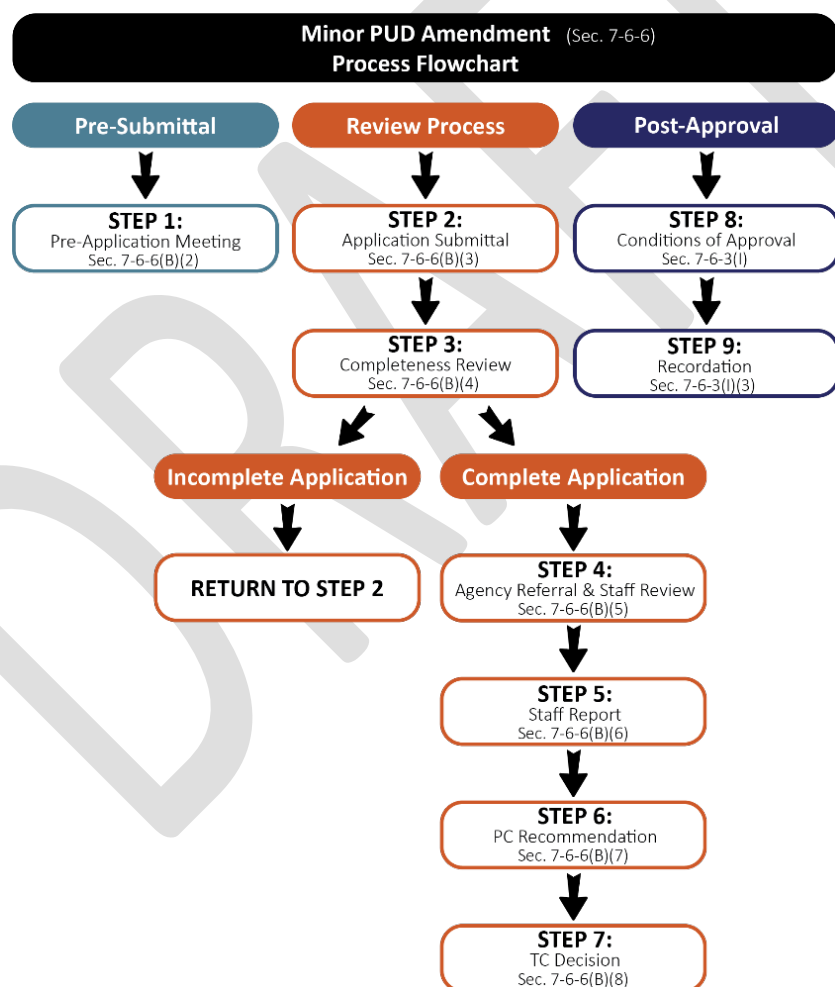 Minor PUD Amendment (Sec. 7-6-6)
Process Flowchart
Pre-Submittal
STEP 1:
Pre-Application Meeting
Sec. 7-6-6(B)(2)
Review Process
STEP 2:
Application Submittal
Sec. 7-6-6(B)(3)
STEP 3:
Completeness Review
Sec. 7-6-6(B)(4)
Incomplete Application
RETURN TO STEP 2
Complete Application
STEP 4:
Agency Referral & Staff Review
Sec. 7-6-6(B)(5)
STEP 5:
Staff Report
Sec. 7-6-6(B)(6)
STEP 6:
PC Recommendation
Sec. 7-6-6(B)(7)
STEP 7:
TC Decision
Sec. 7-6-6(B)(8)
Post-Approval
STEP 8:
Conditions of Approval
Sec. 7-6-3(I)
STEP 9:
Recordation
Sec. 7-6-3(I)(3)
DRAFT